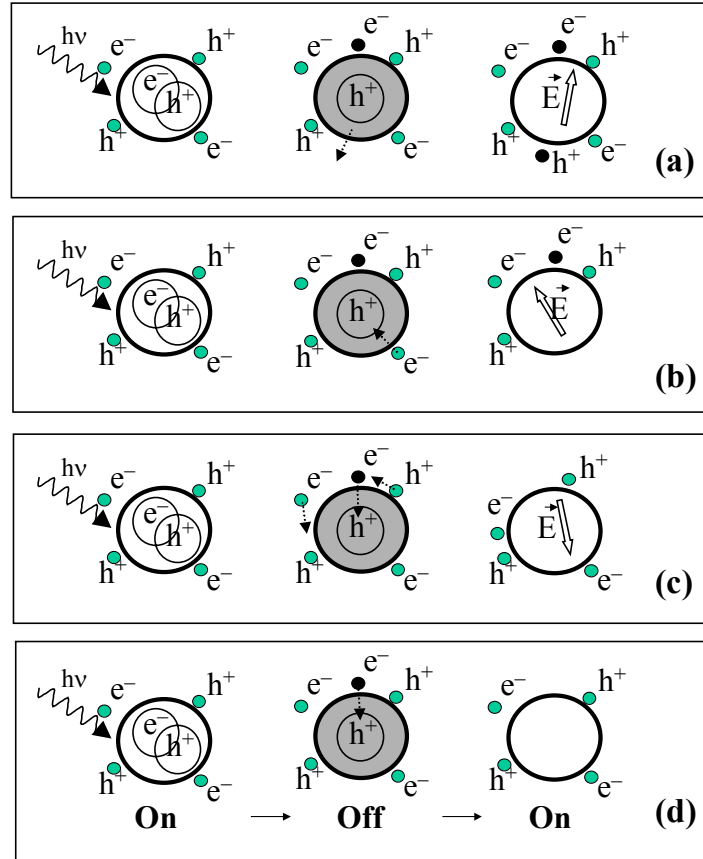 hν e– h+ e– h+ h+ e–
e– e– h+ h+ h+ e–
e– e– h+ E h+ h+ e–
(a)
hν e– h+ e– h+ h+ e–
e– e– h+ h+ h+ e–
e– e– h+ E
(b)
hν e– h+ e– h+ h+ e–
e– e– h+ h+ h+ e–
h+ e– E h+ e–
(c)
hν e– h+ e– h+ h+ e–
e– e– h+ h+ h+ e–
e– h+ h+ e–
On → Off → On
(d)